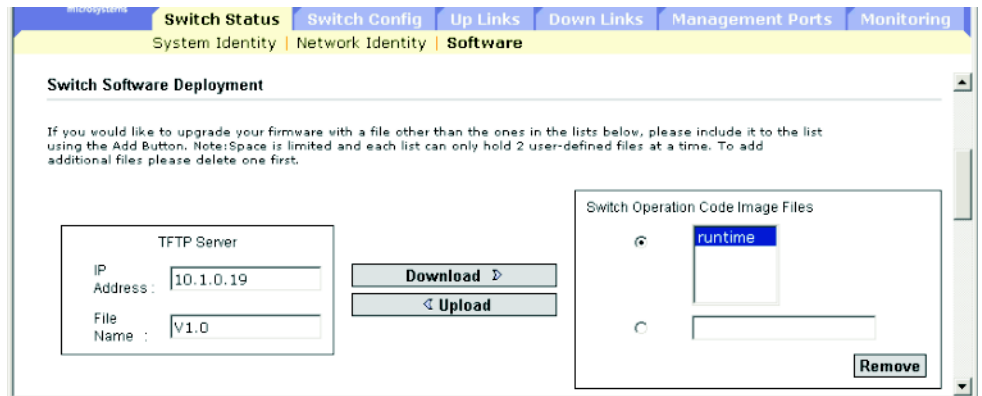 microsystems
Switch Status Switch Config Up Links Down Links Management Ports Monitoring
System Identity | Network Identity | Software
Switch Software Deployment
If you would like to upgrade your firmware with a file other than the ones in the lists below, please include it to the list
using the Add Button. Note:Space is limited and each list can only hold 2 user-defined files at a time. To add
additional files please delete one first.
TFTP Server
IP
Address : 10.1.0.19
File
Name : V1.0
Download
Upload
Switch Operation Code Image Files
runtime
Remove